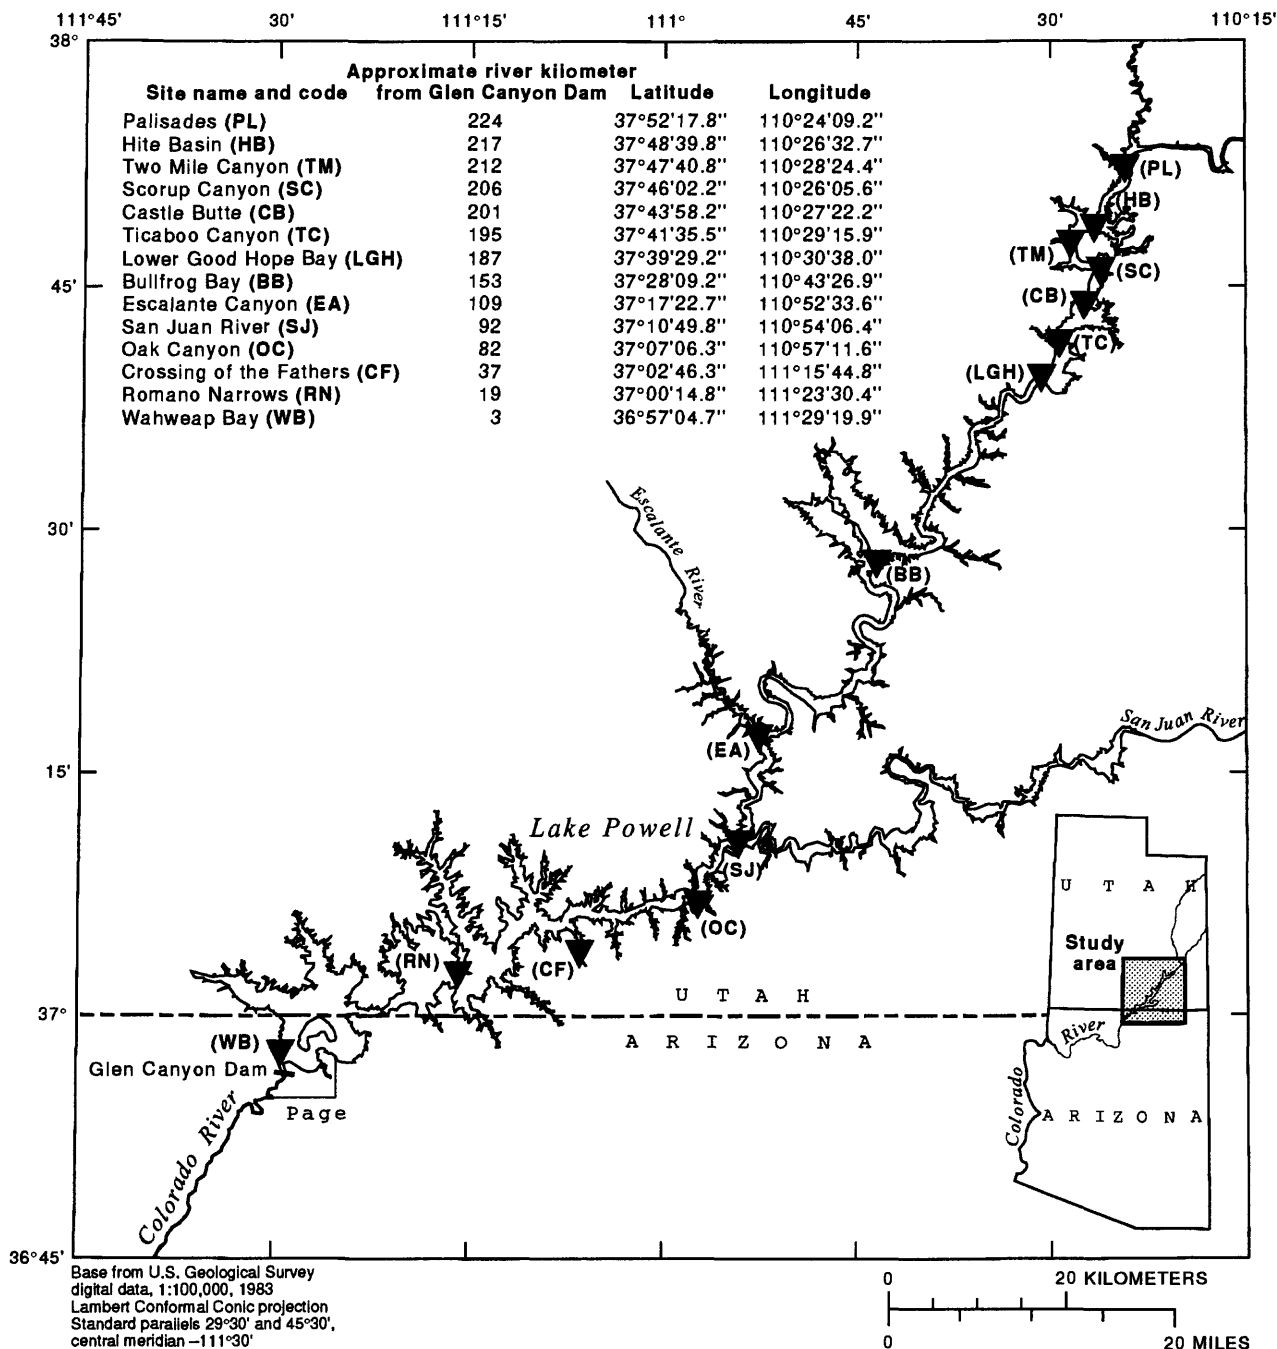 111°45' 30' 111°15' 111° 45' 30' 110°15'
38°
Approximate river kilometer
Site name and code from Glen Canyon Dam Latitude Longitude
Palisades (PL) 224 37°52'17.8" 110°24'09.2"
Hite Basin (HB) 217 37°48'39.8" 110°26'32.7"
Two Mile Canyon (TM) 212 37°47'40.8" 110°28'24.4"
Scorup Canyon (SC) 206 37°46'02.2" 110°26'05.6"
Castle Butte (CB) 201 37°43'58.2" 110°27'22.2"
Ticaboo Canyon (TC) 195 37°41'35.5" 110°29'15.9"
Lower Good Hope Bay (LGH) 187 37°39'29.2" 110°30'38.0"
Bullfrog Bay (BB) 153 37°28'09.2" 110°43'26.9"
Escalante Canyon (EA) 109 37°17'22.7" 110°52'33.6"
San Juan River (SJ) 92 37°10'49.8" 110°54'06.4"
Oak Canyon (OC) 82 37°07'06.3" 110°57'11.6"
Crossing of the Fathers (CF) 37 37°02'46.3" 111°15'44.8"
Romano Narrows (RN) 19 37°00'14.8" 111°23'30.4"
Wahweap Bay (WB) 3 36°57'04.7" 111°29'19.9"
(PL)
(HB)
(TM)
(SC)
45'
(CB)
(TC)
(LGH)
Escalante River
30'
(BB)
San Juan River
(EA)
15'
Lake Powell
(SJ)
(OC)
(RN)
(CF)
UTAH
37°
ARIZONA
(WB)
Glen Canyon Dam
Page
Colorado River
UTAH
Study
area
River
Colorado
ARIZONA
36°45'
Base from U.S. Geological Survey
digital data, 1:100,000, 1983
Lambert Conformal Conic projection
Standard parallels 29°30' and 45°30',
central meridian –111°30'
0 20 KILOMETERS
0 20 MILES